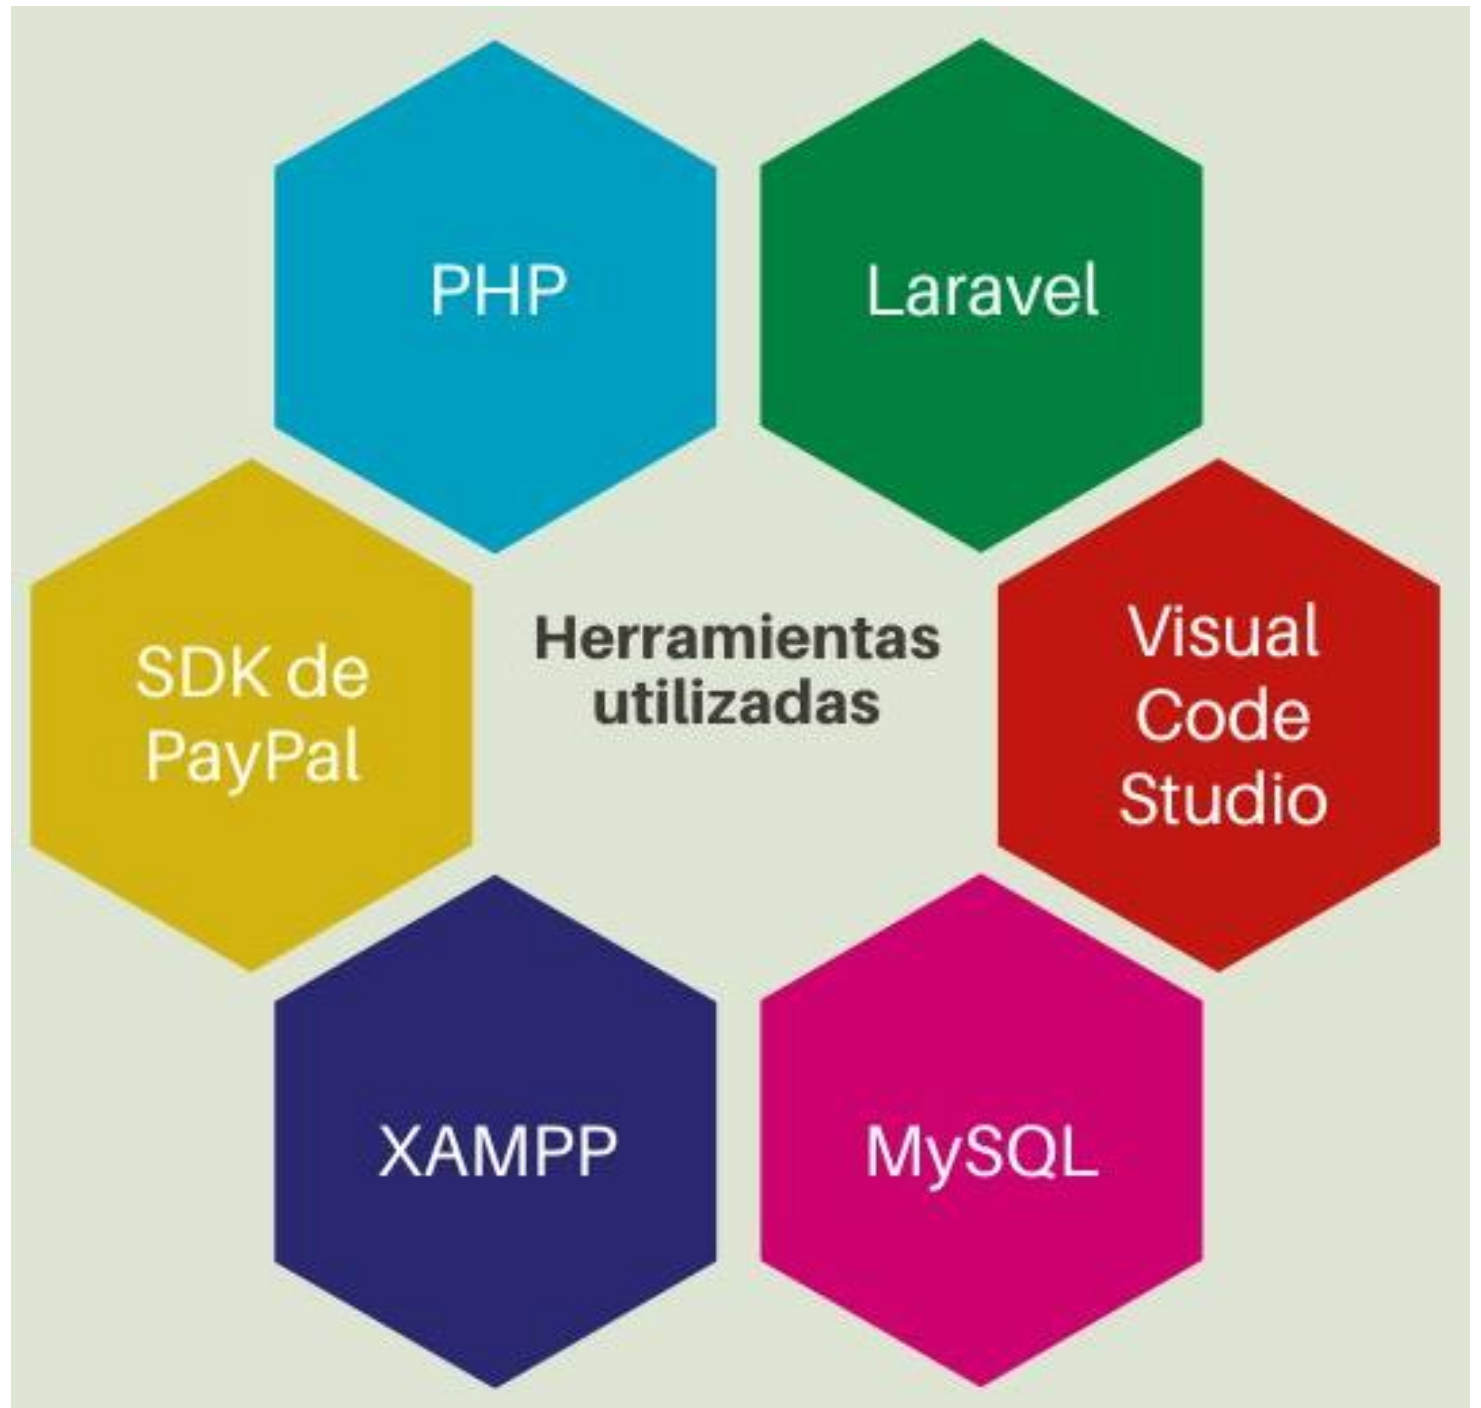 PHP
Laravel
SDK de
PayPal
Herramientas
utilizadas
Visual
Code
Studio
XAMPP
MySQL